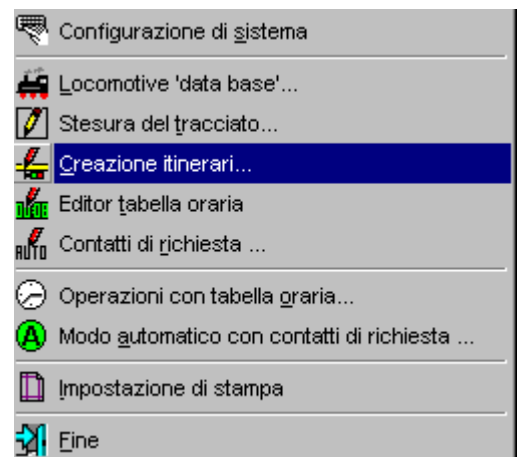 Configurazione di sistema
Locomotive 'data base'...
Stesura del tracciato...
Creazione itinerari...
Editor tabella oraria
AUTO Contatti di richiesta ...
Operazioni con tabella oraria...
A Modo automatico con contatti di richiesta ...
Impostazione di stampa
Fine